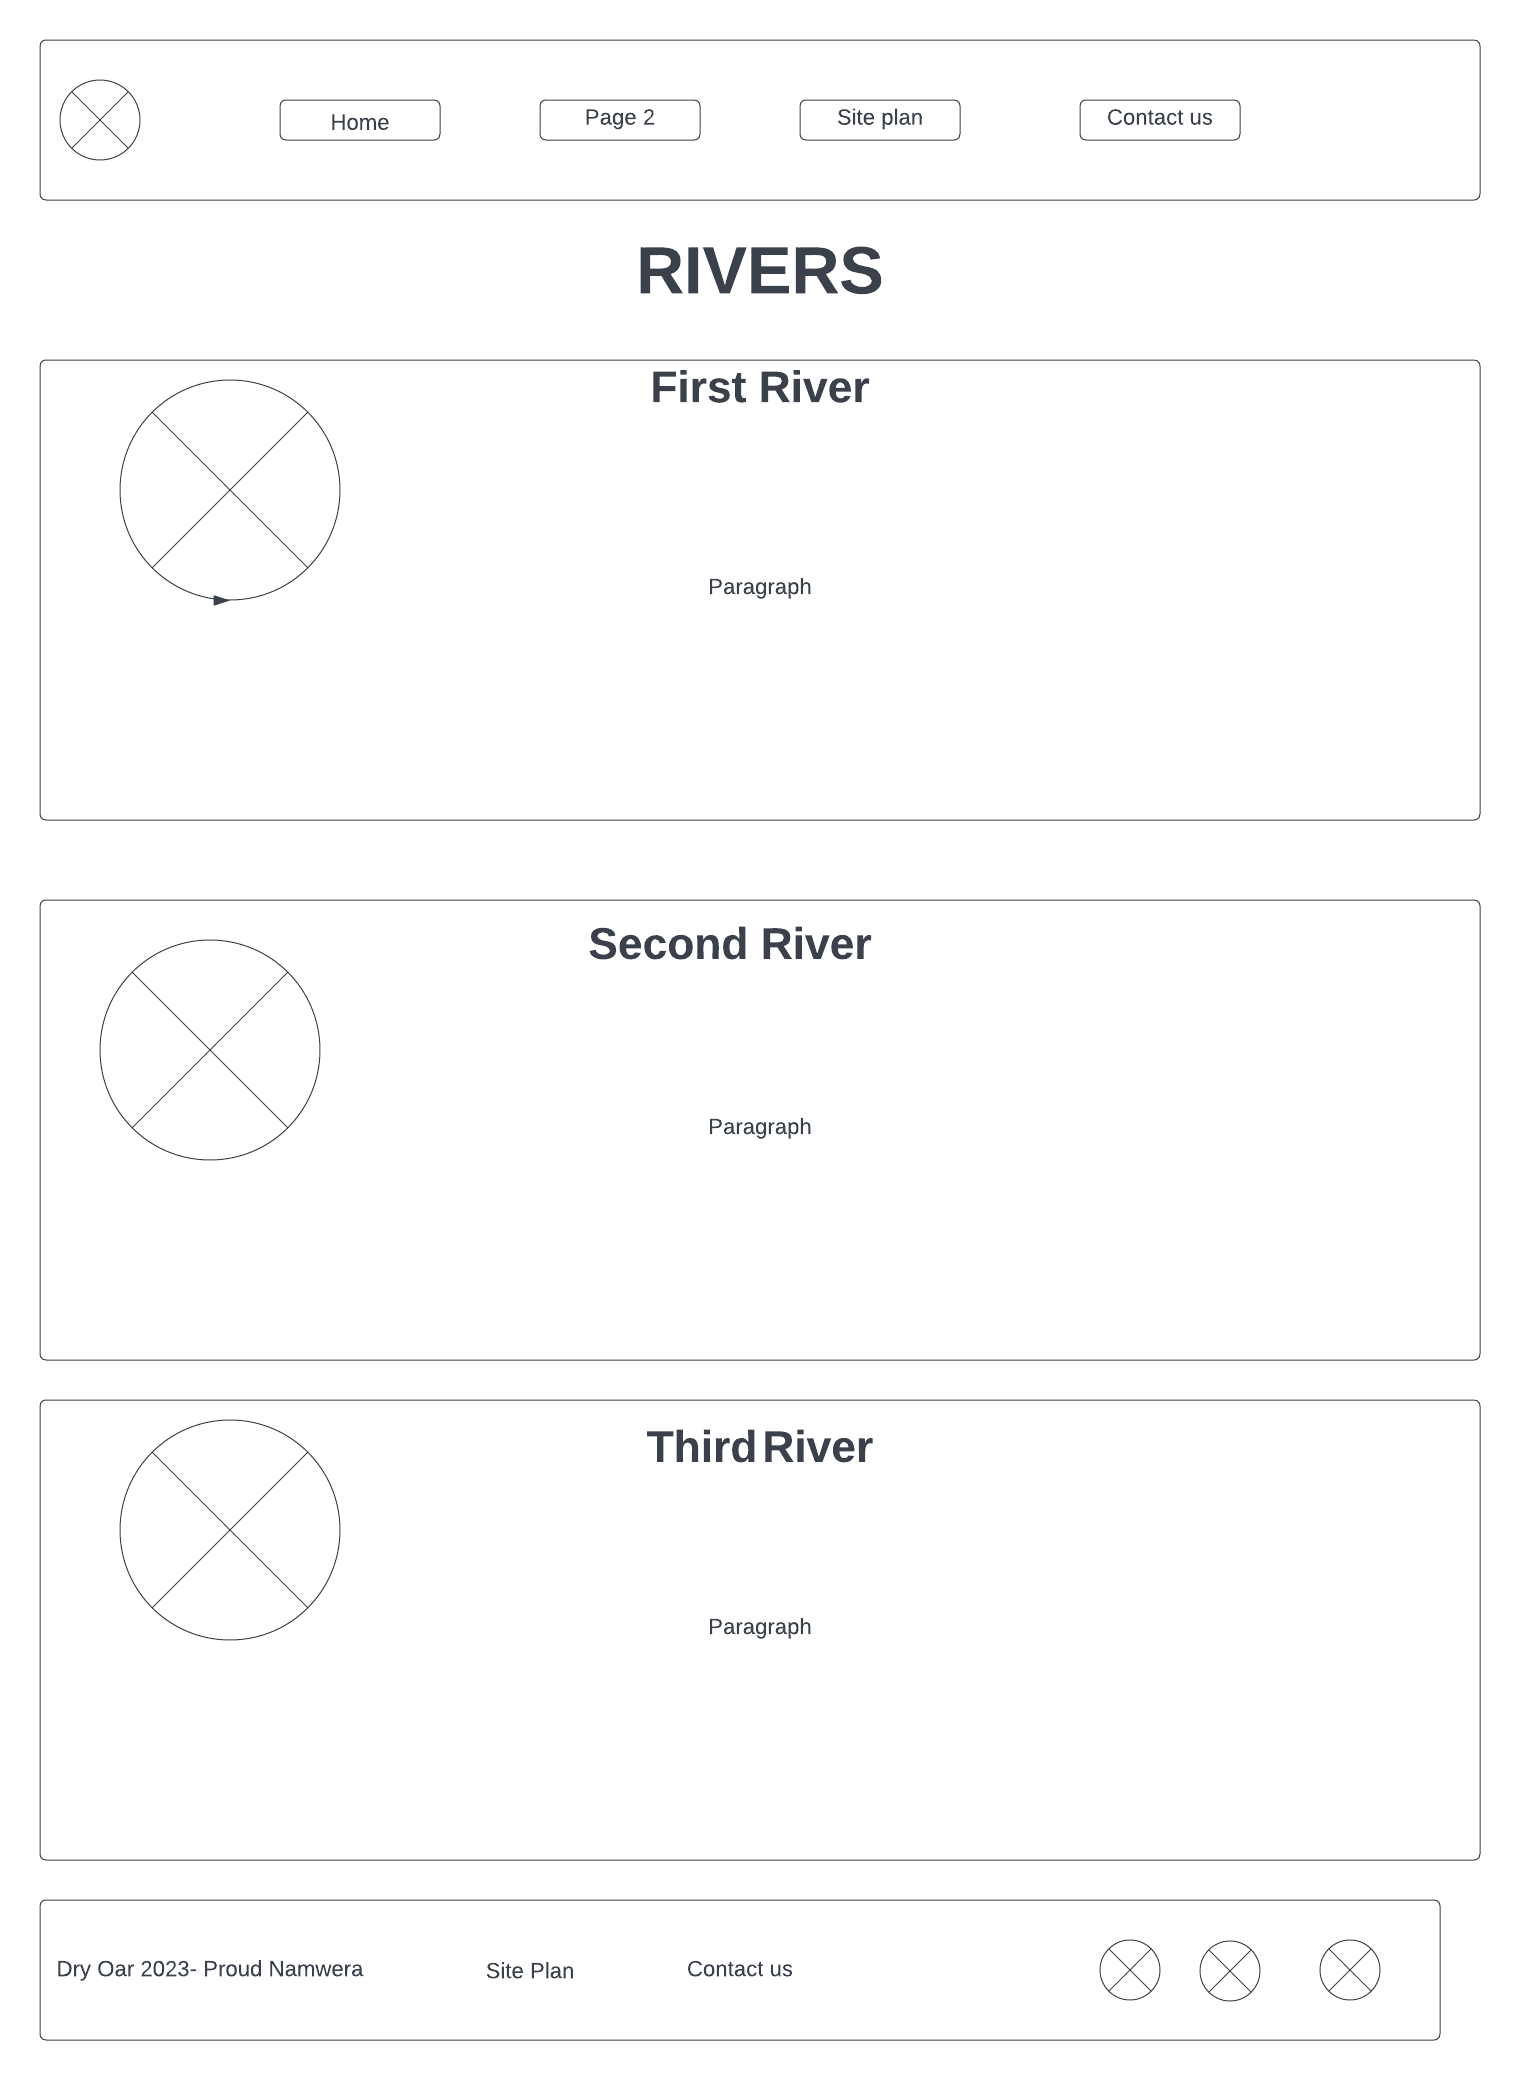 Home
Page 2
Site plan
Contact us
RIVERS
First River
Paragraph
Second River
Paragraph
Third River
Paragraph
Dry Oar 2023- Proud Namwera
Site Plan
Contact us